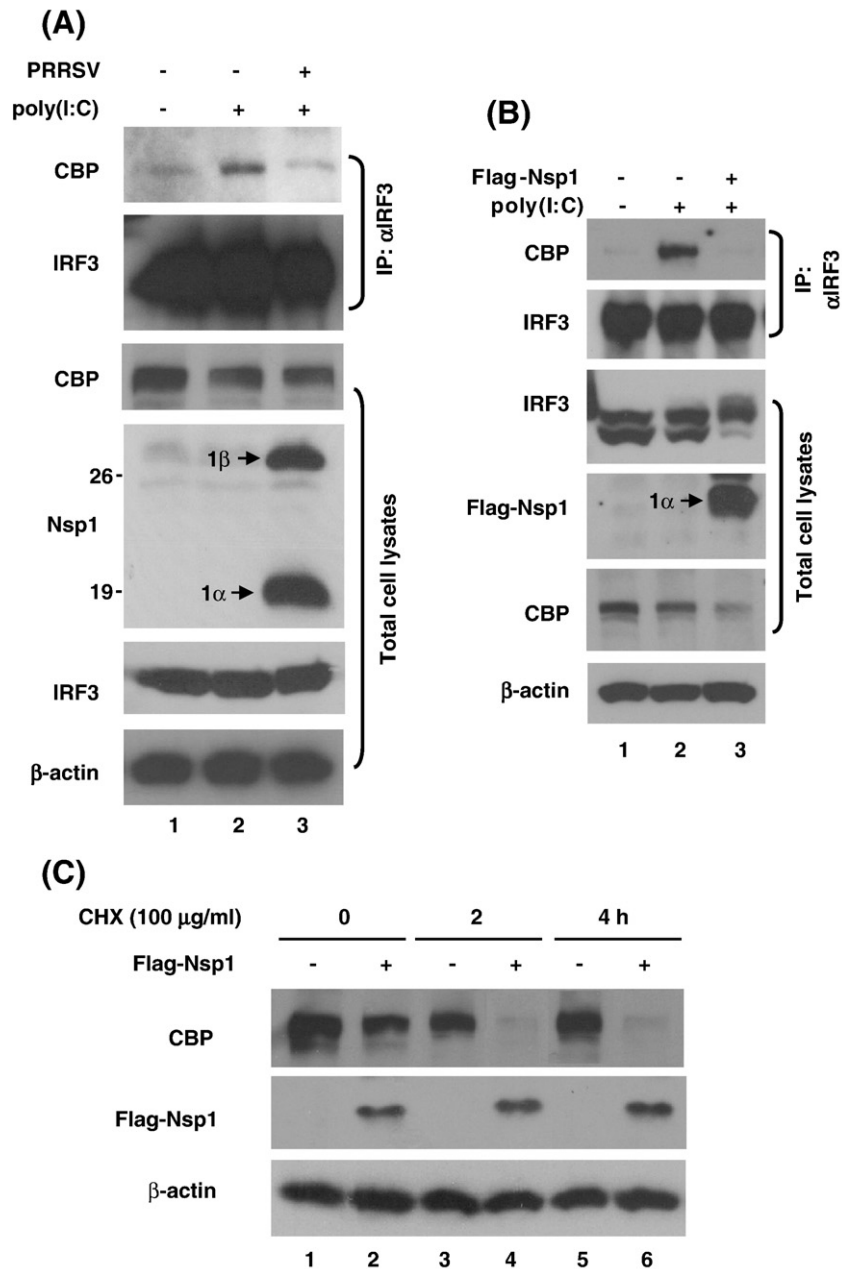 (A)
PRRSV - - +
poly(I:C) - + +
CBP
IRF3
IP: αIRF3
CBP
1β
26-
Nsp1
19-
1α
IRF3
β-actin
Total cell lysates
1 2 3
(B)
Flag-Nsp1 - - +
poly(I:C) - + +
CBP
IRF3
IP:
αIRF3
IRF3
Flag-Nsp1
1α
CBP
Total cell lysates
β-actin
1 2 3
(C)
CHX (100 μg/ml) 0 2 4 h
Flag-Nsp1 - + - + - +
CBP
Flag-Nsp1
β-actin
1 2 3 4 5 6